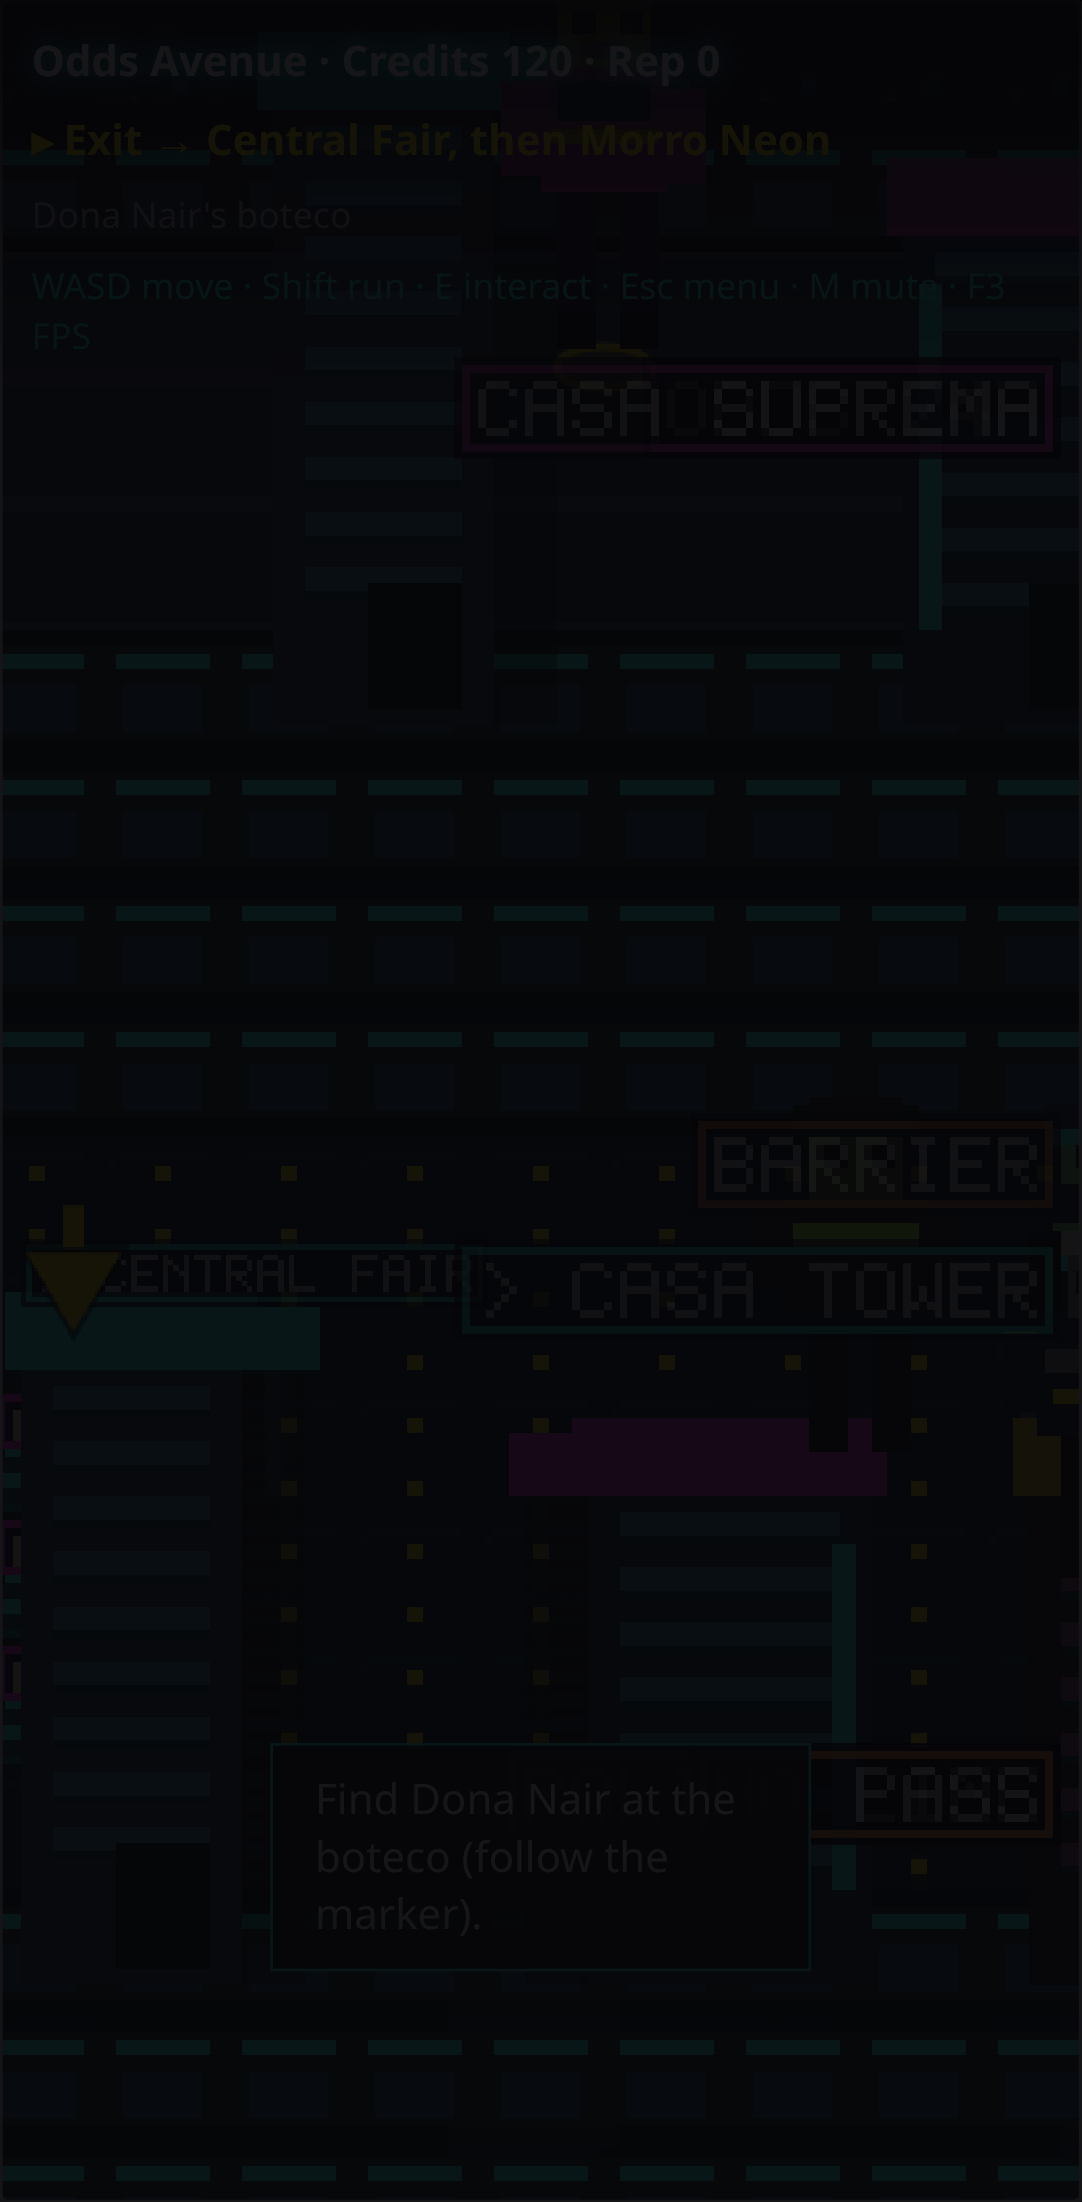 Odds Avenue · Credits 120 · Rep 0
▸ Exit → Central Fair, then Morro Neon
Dona Nair's boteco
WASD move · Shift run · E interact · Esc menu · M mute · F3
FPS
CASA SUPREMA
BARRIER
CENTRAL FAIR
> CASA TOWER
PASS
Find Dona Nair at the
boteco (follow the
marker).